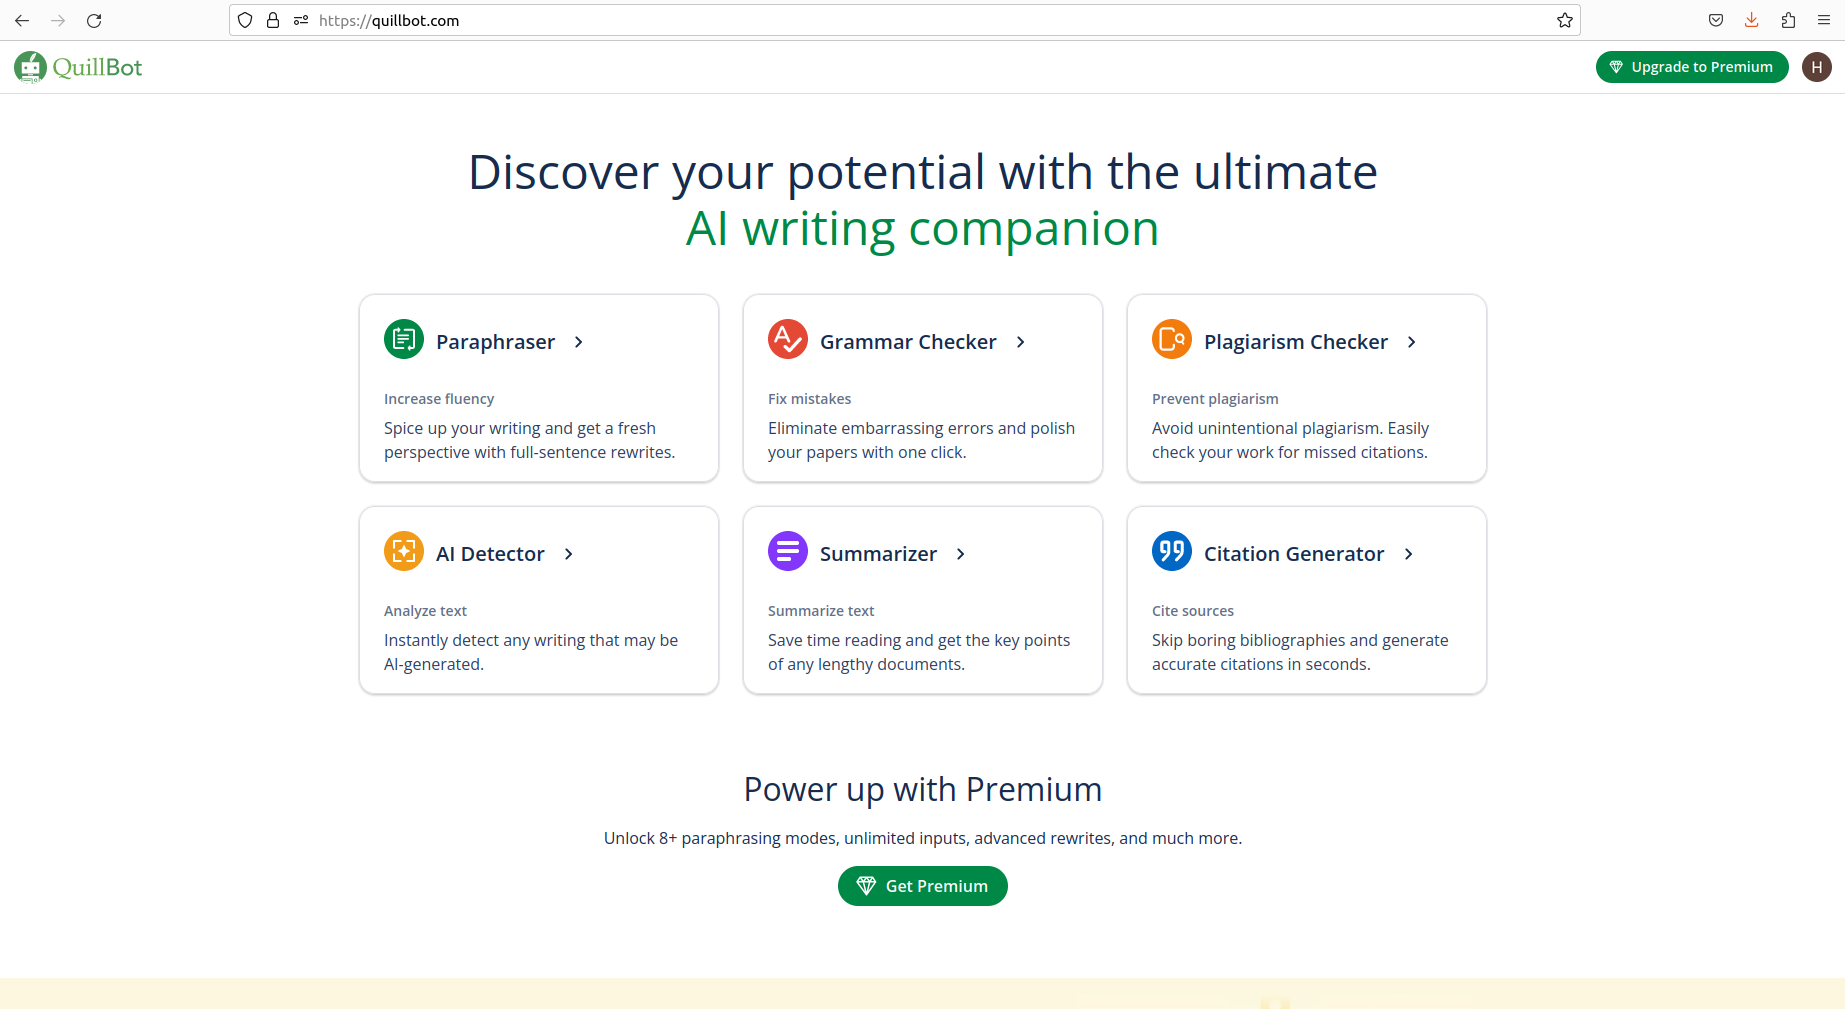 https://quillbot.com
QuillBot
Upgrade to Premium
H
Discover your potential with the ultimate
AI writing companion
Paraphraser
Increase fluency
Spice up your writing and get a fresh
perspective with full-sentence rewrites.
Grammar Checker
Fix mistakes
Eliminate embarrassing errors and polish
your papers with one click.
Plagiarism Checker
Prevent plagiarism
Avoid unintentional plagiarism. Easily
check your work for missed citations.
AI Detector
Analyze text
Instantly detect any writing that may be
AI-generated.
Summarizer
Summarize text
Save time reading and get the key points
of any lengthy documents.
Citation Generator
Cite sources
Skip boring bibliographies and generate
accurate citations in seconds.
Power up with Premium
Unlock 8+ paraphrasing modes, unlimited inputs, advanced rewrites, and much more.
Get Premium